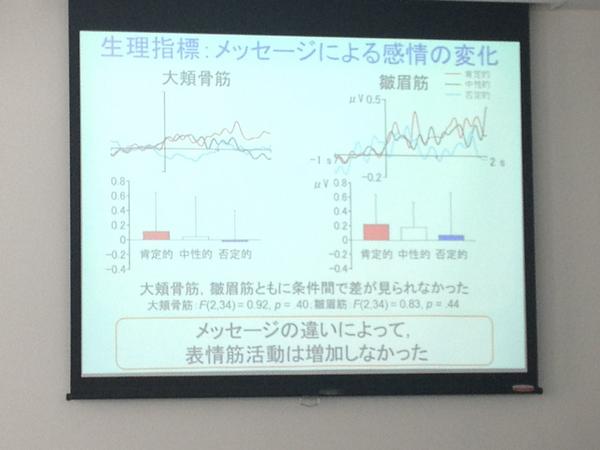 生理指標：メッセージによる感情の変化
大頬骨筋
皺眉筋
肯定的
中性的
否定的
μV 0.5
-1 s
2 s
-0.2
μV
0.8
0.6
0.4
0.2
0
-0.2
-0.4
肯定的 中性的 否定的
0.8
0.6
0.4
0.2
0
-0.2
-0.4
肯定的 中性的 否定的
大頬骨筋，皺眉筋ともに条件間で差が見られなかった
大頬骨筋：F(2,34) = 0.92, p = .40；皺眉筋 F(2,34) = 0.83, p = .44
メッセージの違いによって，
表情筋活動は増加しなかった